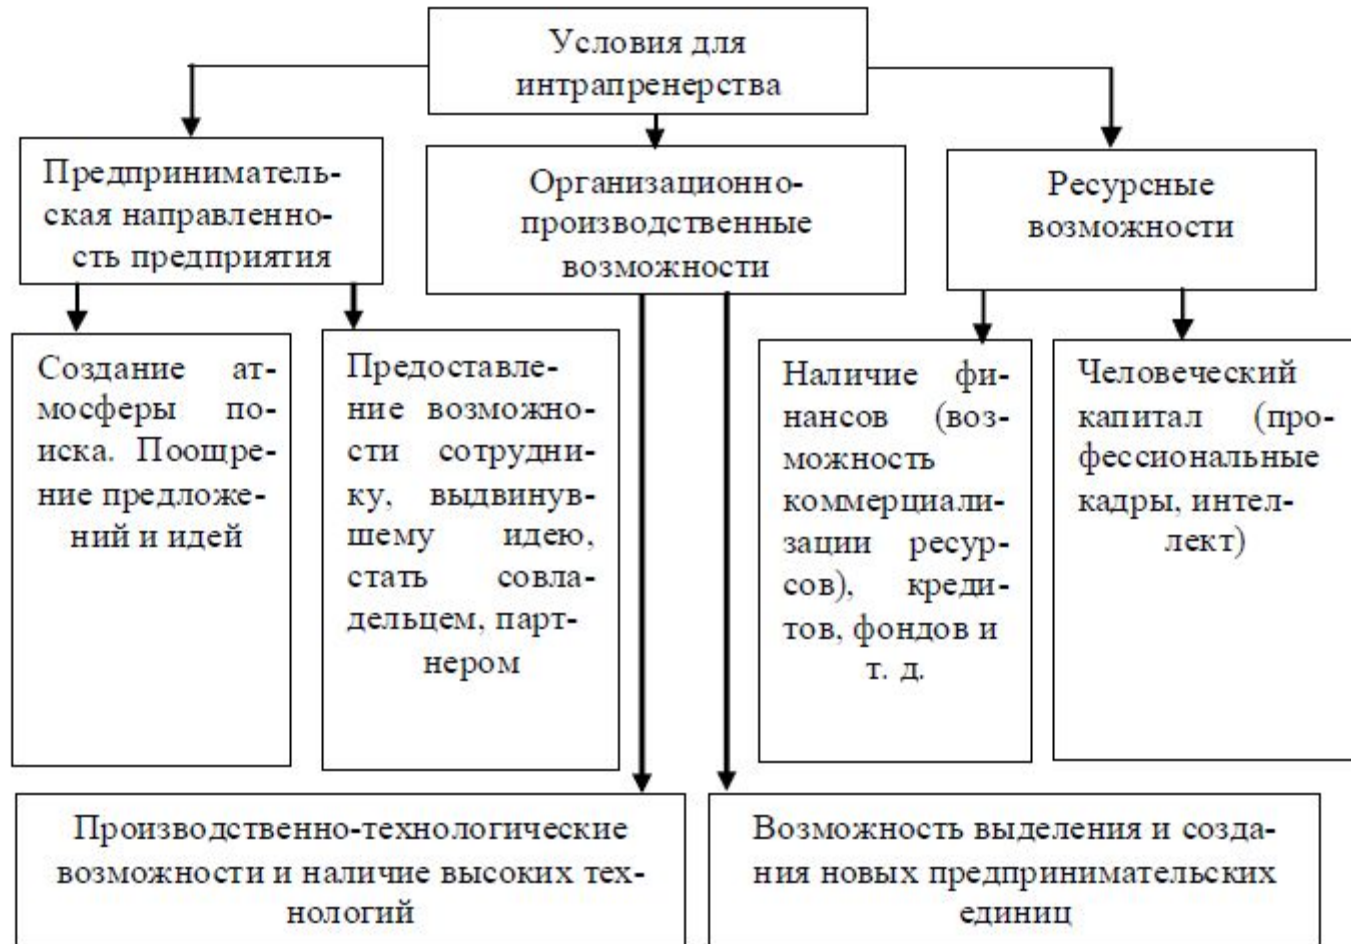 Условия для
интрапренерства
Предприниматель-
ская направленно-
сть предприятия
Организационно-
производственные
возможности
Ресурсные
возможности
Создание ат-
мосферы по-
иска. Поощре-
ние предложе-
ний и идей
Предоставле-
ние возможно-
сти сотрудни-
ку, выдвинув-
шему идею,
стать совла-
дельцем, парт-
нером
Наличие фи-
нансов (воз-
можность
коммерциали-
зации ресур-
сов), креди-
тов, фондов и
т. д.
Человеческий
капитал (про-
фессиональные
кадры, интел-
лект)
Производственно-технологические
возможности и наличие высоких тех-
нологий
Возможность выделения и созда-
ния новых предпринимательских
единиц